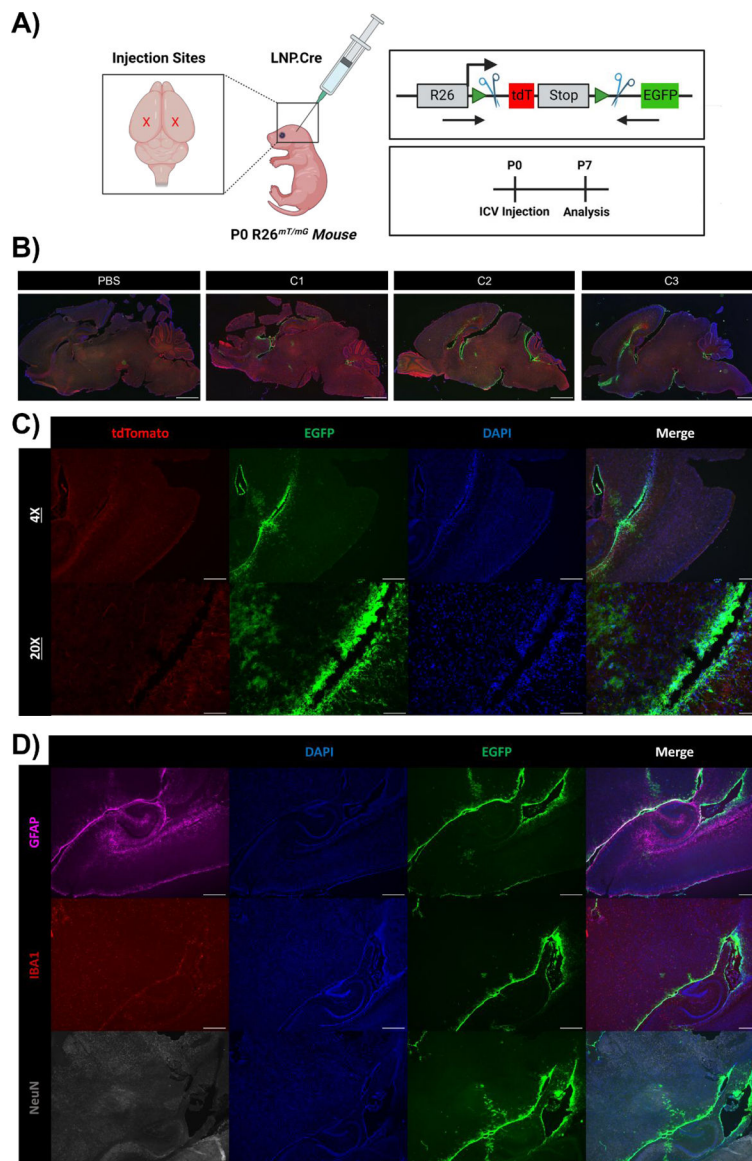 A)
Injection Sites
LNP.Cre
X X
P0 R26mT/mG Mouse
R26 tdT Stop EGFP
P0 P7
ICV Injection Analysis
B)
PBS C1 C2 C3
C)
tdTomato EGFP DAPI Merge
4X
20X
D)
DAPI EGFP Merge
GFAP
IBA1
NeuN